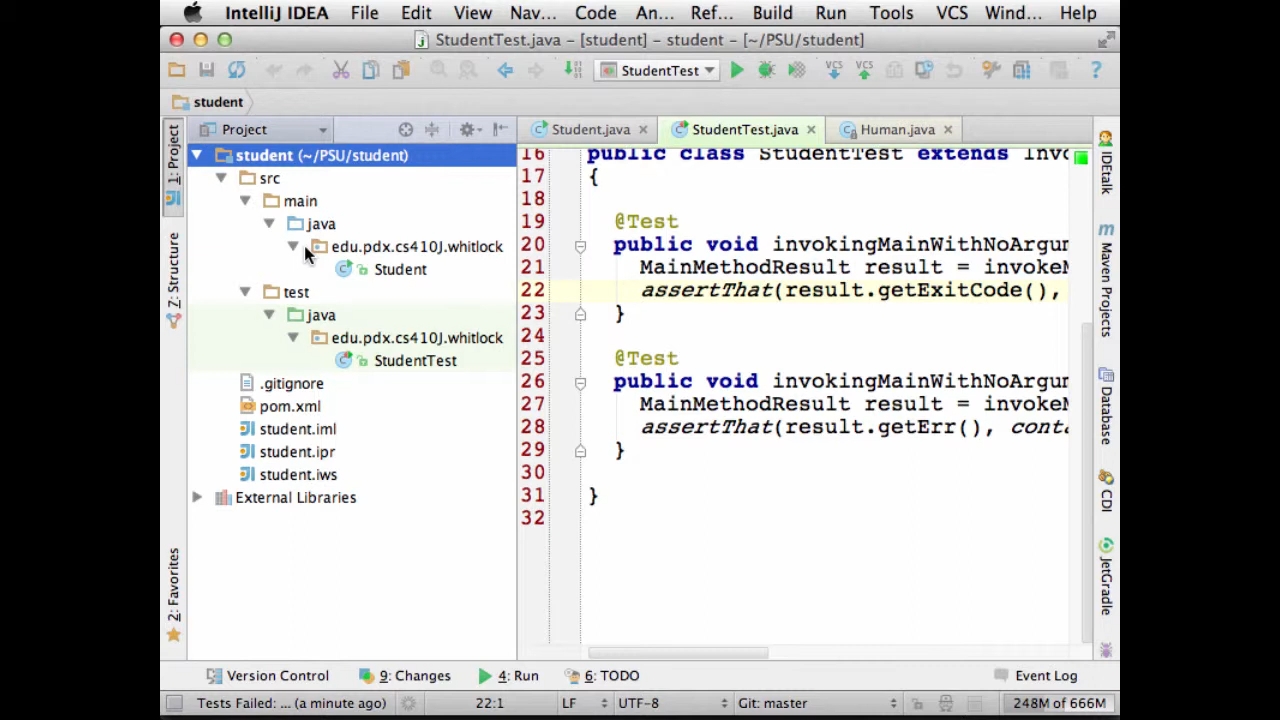 IntelliJ IDEA File Edit View Nav... Code An... Ref... Build Run Tools VCS Wind... Help
StudentTest.java – [student] – student – [~/PSU/student]
StudentTest VCS VCS ?
student
Project
Student.java StudentTest.java Human.java
1: Project
Z: Structure
2: Favorites
student (~/PSU/student)
src
main
java
edu.pdx.cs410J.whitlock
Student
test
java
edu.pdx.cs410J.whitlock
StudentTest
.gitignore
pom.xml
student.iml
student.ipr
student.iws
External Libraries
16 public class StudentTest extends Invo
17 {
18
19 @Test
20 public void invokingMainWithNoArgum
21 MainMethodResult result = invokeM
22 assertThat(result.getExitCode(),
23 }
24
25 @Test
26 public void invokingMainWithNoArgum
27 MainMethodResult result = invokeM
28 assertThat(result.getErr(), conta
29 }
30
31 }
32
IDEtalk
Maven Projects
Database
CDI
JetGradle
Version Control 9: Changes 4: Run 6: TODO Event Log
Tests Failed: ... (a minute ago) 22:1 LF UTF-8 Git: master 248M of 666M